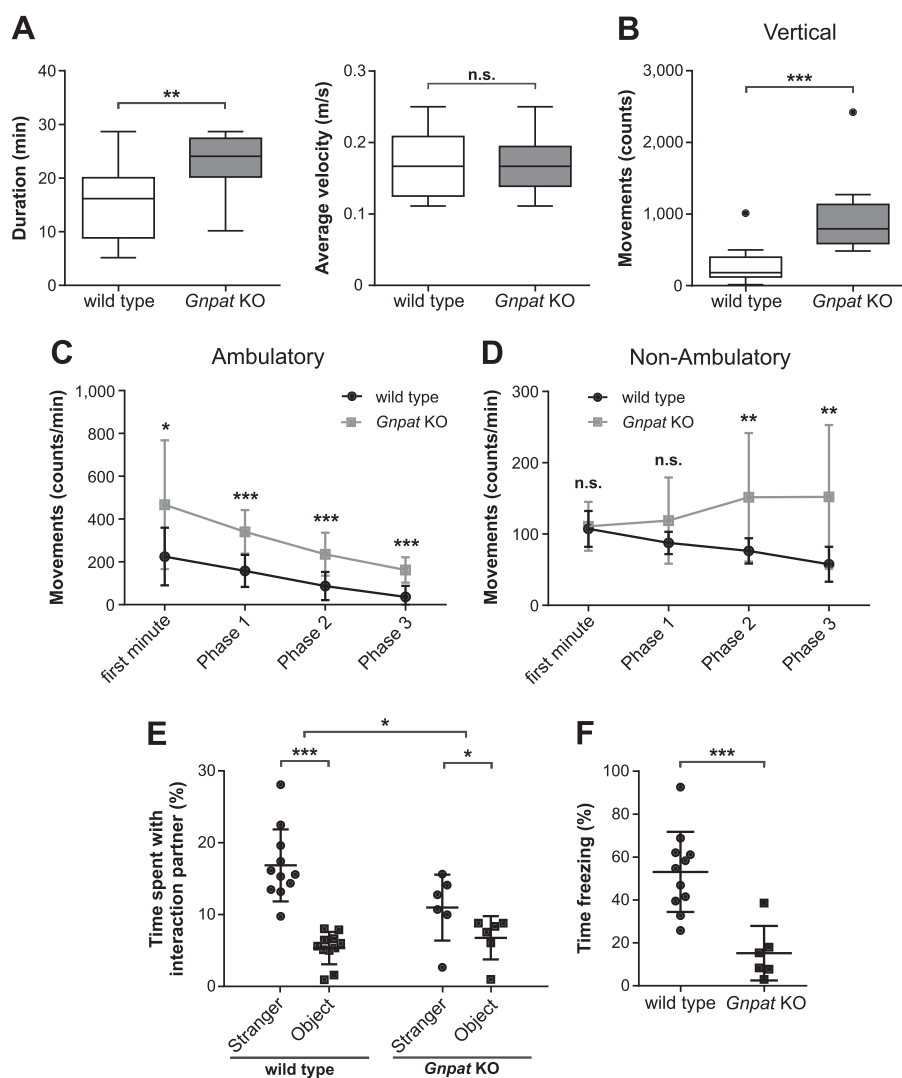 A
Duration (min)
40
30
20
10
0
**
wild type
Gnpat KO
Average velocity (m/s)
0.3
0.2
0.1
0
n.s.
wild type
Gnpat KO
B
Vertical
Movements (counts)
3,000
2,000
1,000
0
***
wild type
Gnpat KO
C
Ambulatory
Movements (counts/min)
1,000
800
600
400
200
0
wild type
Gnpat KO
*
***
***
***
first minute
Phase 1
Phase 2
Phase 3
D
Non-Ambulatory
Movements (counts/min)
300
200
100
0
wild type
Gnpat KO
n.s.
n.s.
**
**
first minute
Phase 1
Phase 2
Phase 3
E
Time spent with
interaction partner (%)
30
20
10
0
*
***
*
Stranger
Object
Stranger
Object
wild type
Gnpat KO
F
Time freezing (%)
100
80
60
40
20
0
***
wild type
Gnpat KO